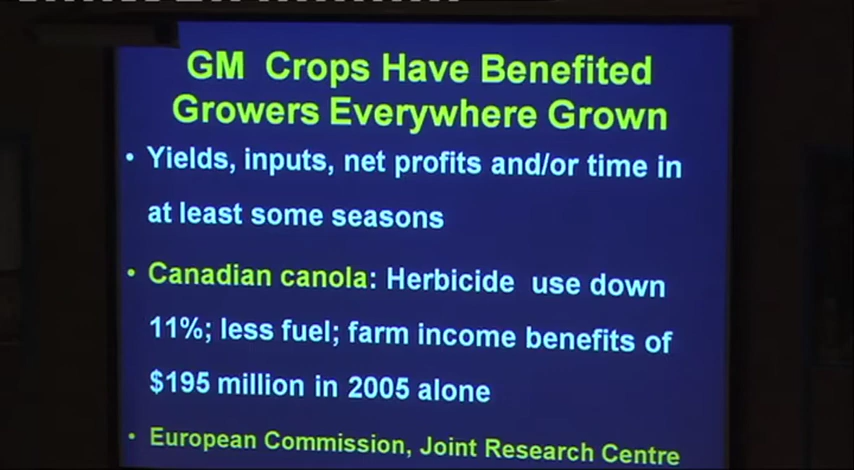 GM Crops Have Benefited
Growers Everywhere Grown
• Yields, inputs, net profits and/or time in
at least some seasons
• Canadian canola: Herbicide use down
11%; less fuel; farm income benefits of
$195 million in 2005 alone
• European Commission, Joint Research Centre